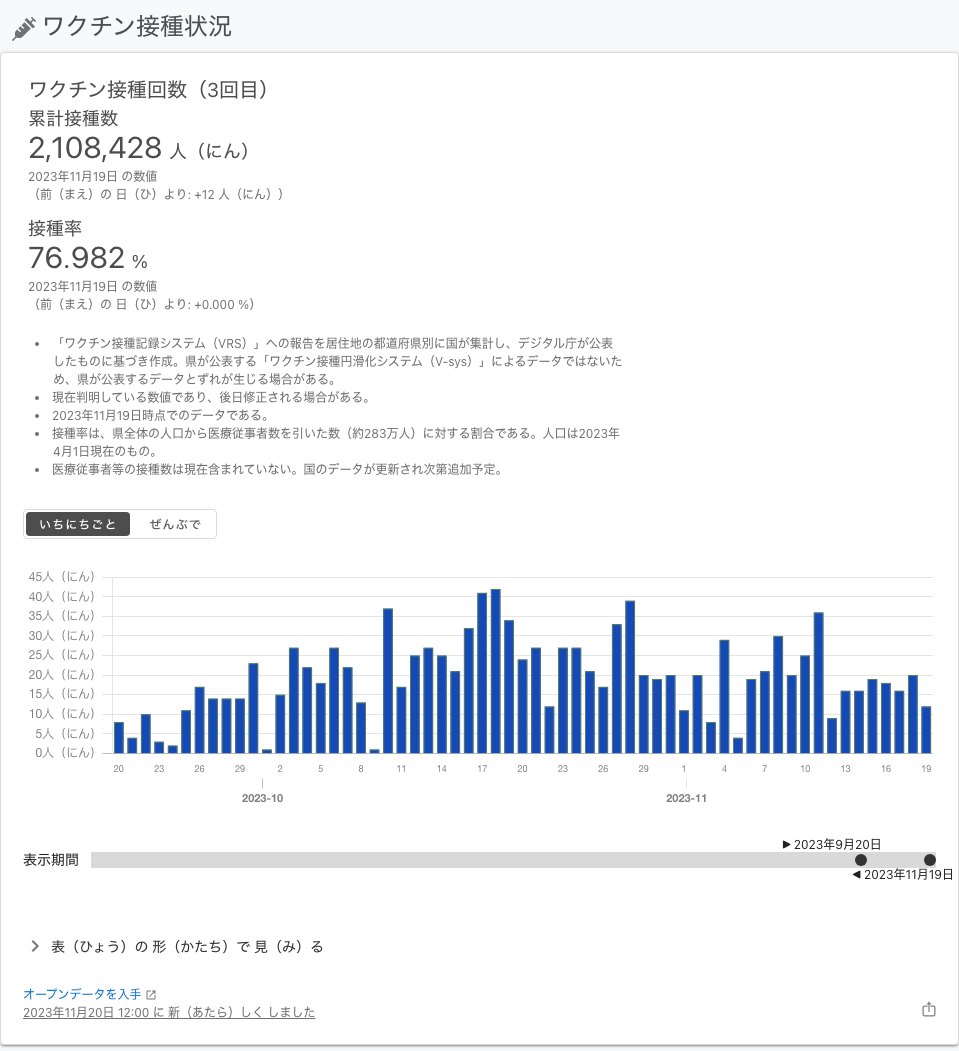 ワクチン接種状況
ワクチン接種回数（3回目）
累計接種数
2,108,428 人（にん）
2023年11月19日 の数値
（前（まえ）の 日（ひ）より: +12 人（にん））
接種率
76.982 %
2023年11月19日 の数値
（前（まえ）の 日（ひ）より: +0.000 %）
• 「ワクチン接種記録システム（VRS）」への報告を居住地の都道府県別に国が集計し、デジタル庁が公表
したものに基づき作成。県が公表する「ワクチン接種円滑化システム（V-sys）」によるデータではないた
め、県が公表するデータとずれが生じる場合がある。
• 現在判明している数値であり、後日修正される場合がある。
• 2023年11月19日時点でのデータである。
• 接種率は、県全体の人口から医療従事者数を引いた数（約283万人）に対する割合である。人口は2023年
4月1日現在のもの。
• 医療従事者等の接種数は現在含まれていない。国のデータが更新され次第追加予定。
いちにちごと ぜんぶで
45人（にん）
40人（にん）
35人（にん）
30人（にん）
25人（にん）
20人（にん）
15人（にん）
10人（にん）
5人（にん）
0人（にん）
20 23 26 29 2 5 8 11 14 17 20 23 26 29 1 4 7 10 13 16 19
2023-10 2023-11
▶ 2023年9月20日
表示期間
◀ 2023年11月19日
表（ひょう）の 形（かたち）で 見（み）る
オープンデータを入手
2023年11月20日 12:00 に 新（あたら）しく しました